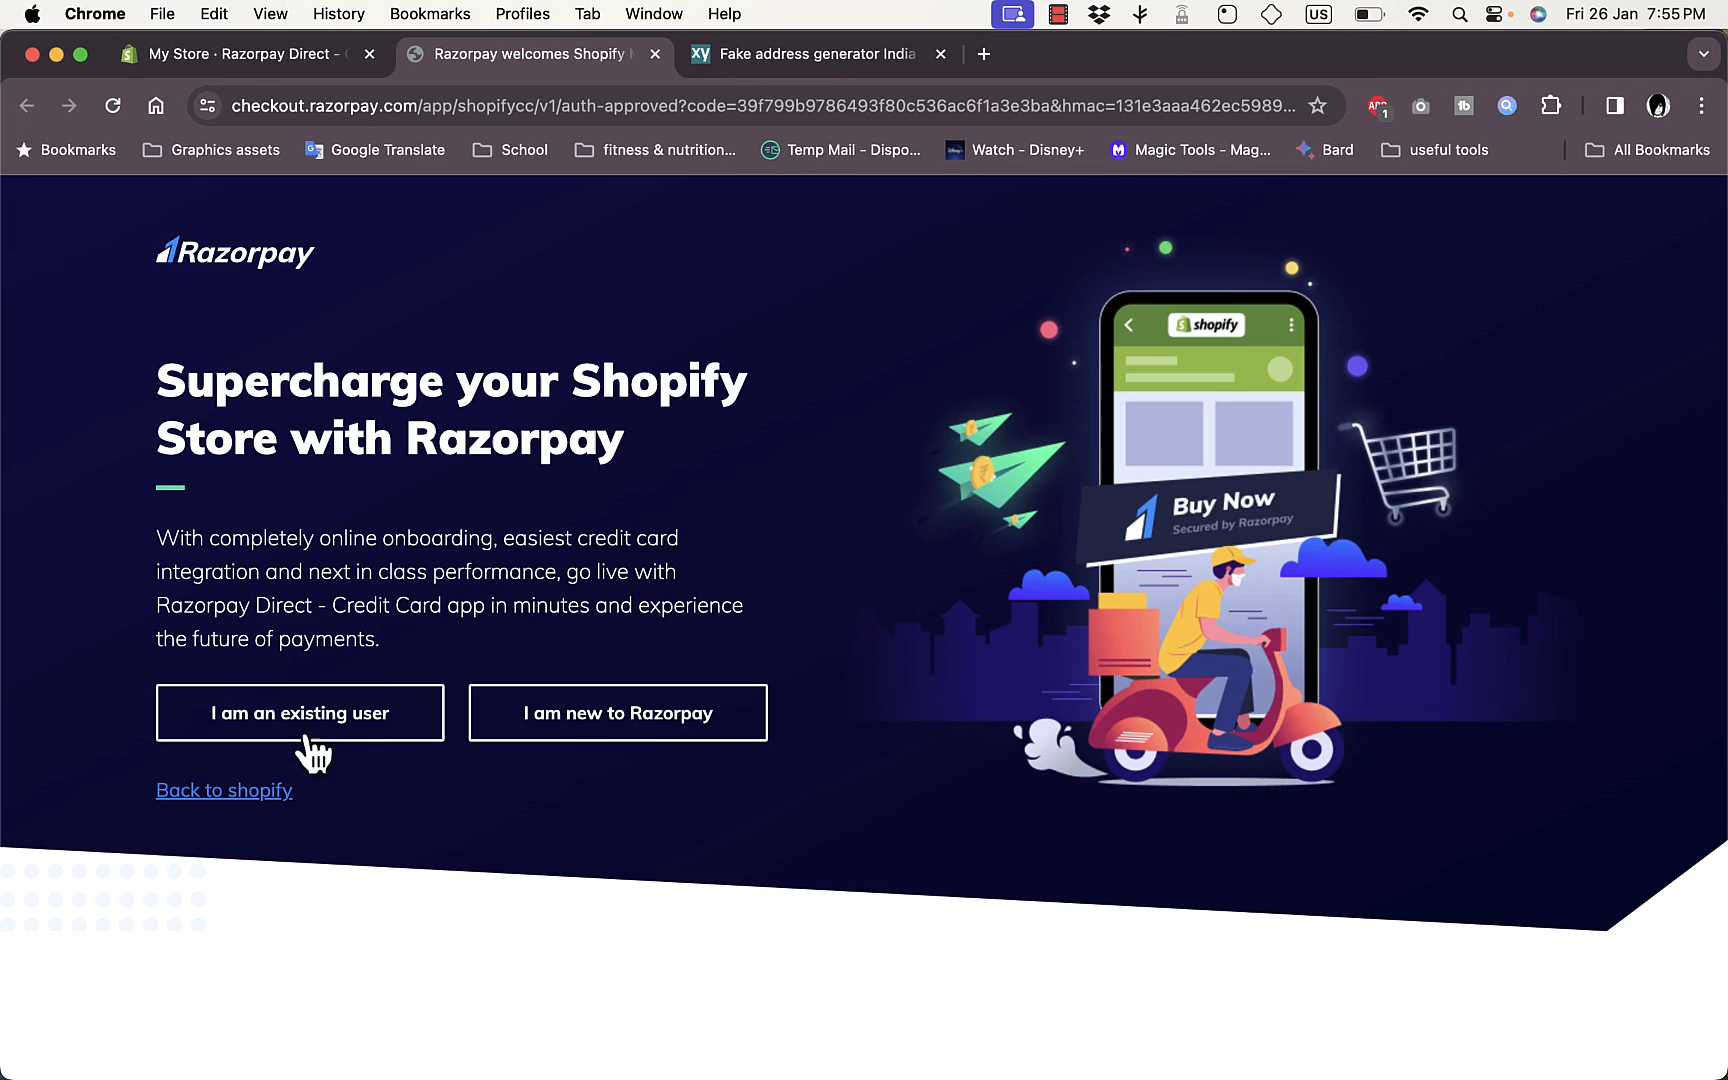 Chrome File Edit View History Bookmarks Profiles Tab Window Help US Fri 26 Jan 7:55 PM
My Store · Razorpay Direct - Razorpay welcomes Shopify Fake address generator India
checkout.razorpay.com/app/shopifycc/v1/auth-approved?code=39f799b9786493f80c536ac6f1a3e3ba&hmac=131e3aaa462ec5989... ABP 1 tb
Bookmarks Graphics assets Google Translate School fitness & nutrition... Temp Mail - Dispo... Watch - Disney+ Magic Tools - Mag... Bard useful tools All Bookmarks
Razorpay
Supercharge your Shopify
Store with Razorpay
With completely online onboarding, easiest credit card
integration and next in class performance, go live with
Razorpay Direct - Credit Card app in minutes and experience
the future of payments.
I am an existing user I am new to Razorpay
Back to shopify
shopify
Buy Now
Secured by Razorpay